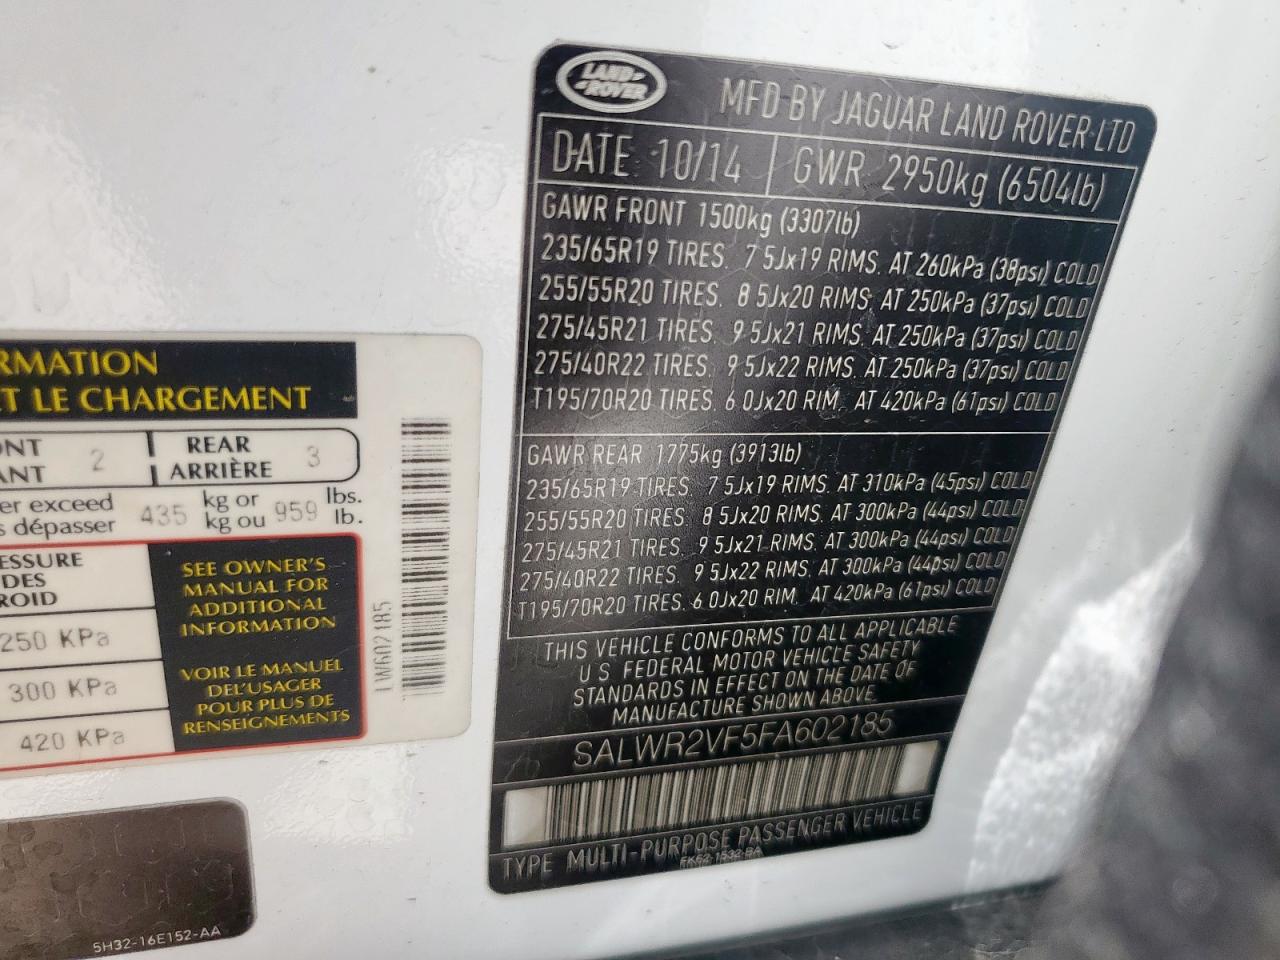 LAND ROVER
MFD BY JAGUAR LAND ROVER LTD
DATE 10/14 GWR 2950kg (6504lb)
GAWR FRONT 1500kg (3307lb)
235/65R19 TIRES. 7 5Jx19 RIMS. AT 260kPa (38psi) COLD
255/55R20 TIRES. 8 5Jx20 RIMS. AT 250kPa (37psi) COLD
275/45R21 TIRES. 9 5Jx21 RIMS. AT 250kPa (37psi) COLD
275/40R22 TIRES. 9 5Jx22 RIMS. AT 250kPa (37psi) COLD
T195/70R20 TIRES. 6 0Jx20 RIM. AT 420kPa (61psi) COLD
GAWR REAR 1775kg (3913lb)
235/65R19 TIRES. 7 5Jx19 RIMS. AT 310kPa (45psi) COLD
255/55R20 TIRES. 8 5Jx20 RIMS. AT 300kPa (44psi) COLD
275/45R21 TIRES. 9 5Jx21 RIMS. AT 300kPa (44psi) COLD
275/40R22 TIRES. 9 5Jx22 RIMS. AT 300kPa (44psi) COLD
T195/70R20 TIRES. 6.0Jx20 RIM. AT 420kPa (61psi) COLD
THIS VEHICLE CONFORMS TO ALL APPLICABLE
U S FEDERAL MOTOR VEHICLE SAFETY
STANDARDS IN EFFECT ON THE DATE OF
MANUFACTURE SHOWN ABOVE
SALWR2VF5FA602185
TYPE MULTI-PURPOSE PASSENGER VEHICLE
RMATION
ET LE CHARGEMENT
ONT 2 REAR 3
ANT ARRIÈRE
er exceed 435 kg or 959 lbs.
s dépasser kg ou lb.
ESSURE
DES
ROID
250 KPa
300 KPa
420 KPa
SEE OWNER'S
MANUAL FOR
ADDITIONAL
INFORMATION
VOIR LE MANUEL
DE L'USAGER
POUR PLUS DE
RENSEIGNEMENTS
5H32-16E152-AA